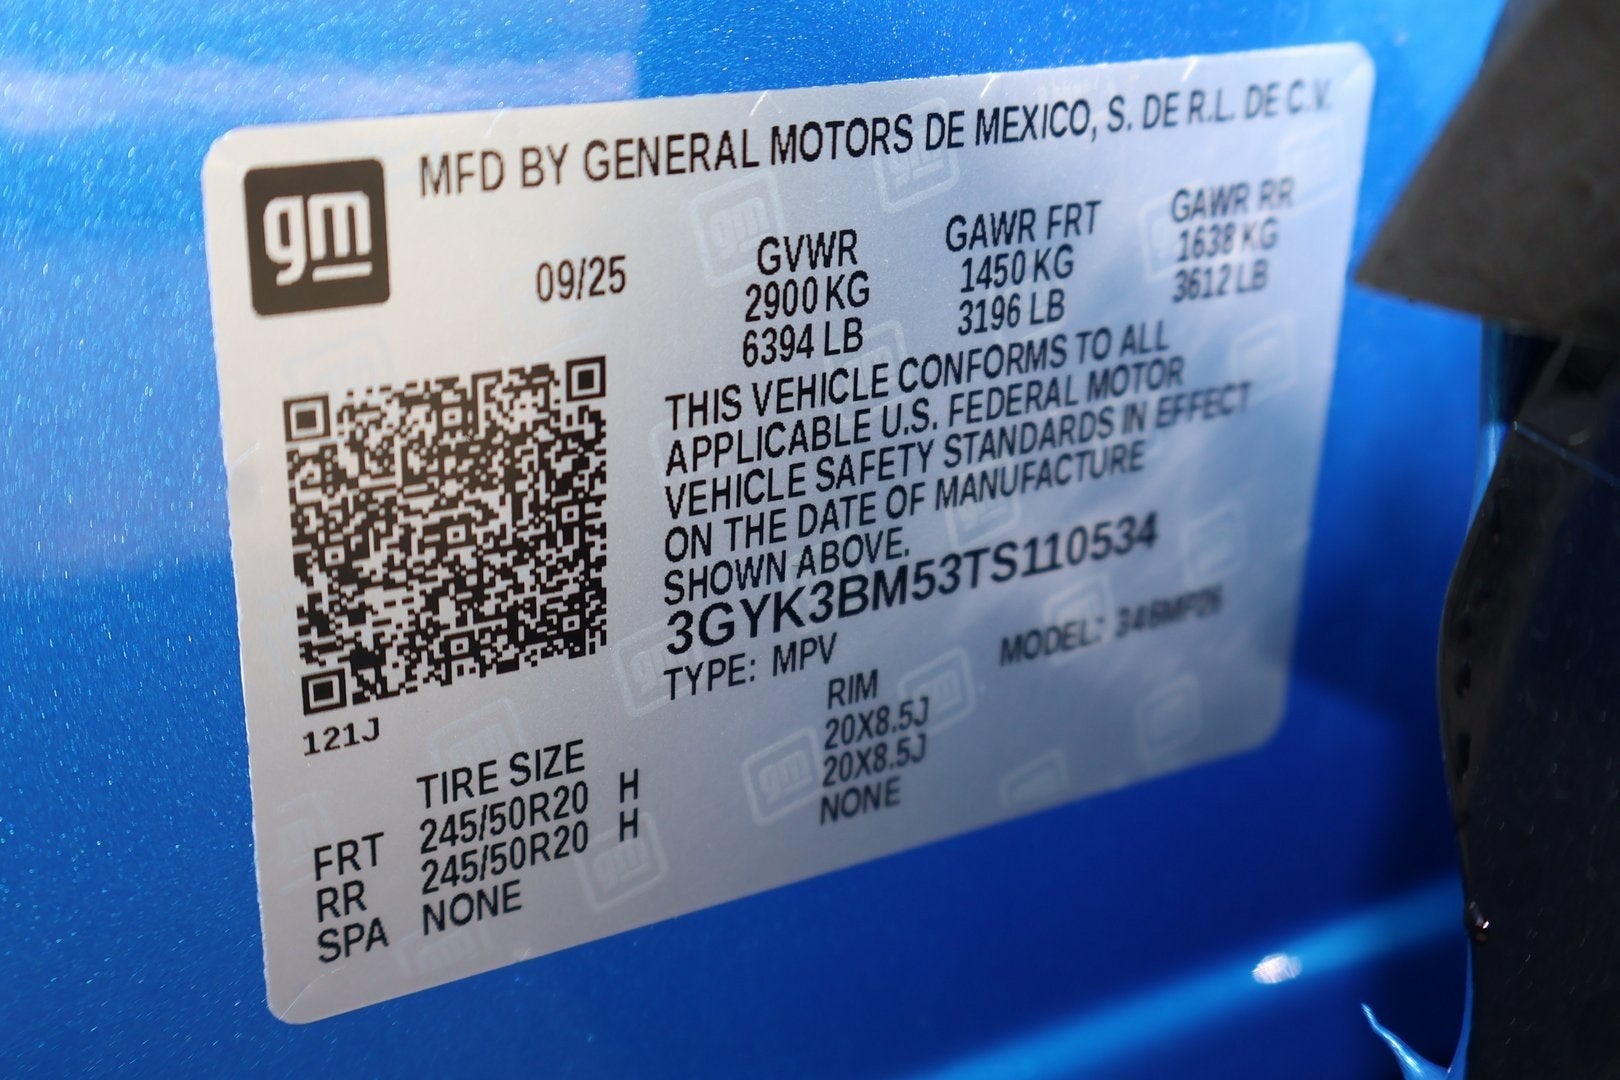 gm
MFD BY GENERAL MOTORS DE MEXICO, S. DE R.L. DE C.V.
09/25
GVWR GAWR FRT GAWR RR
2900 KG 1450 KG 1638 KG
6394 LB 3196 LB 3612 LB
THIS VEHICLE CONFORMS TO ALL
APPLICABLE U.S. FEDERAL MOTOR
VEHICLE SAFETY STANDARDS IN EFFECT
ON THE DATE OF MANUFACTURE
SHOWN ABOVE.
3GYK3BM53TS110534
TYPE: MPV MODEL:
121J
TIRE SIZE RIM
FRT 245/50R20 H 20X8.5J
RR 245/50R20 H 20X8.5J
SPA NONE NONE